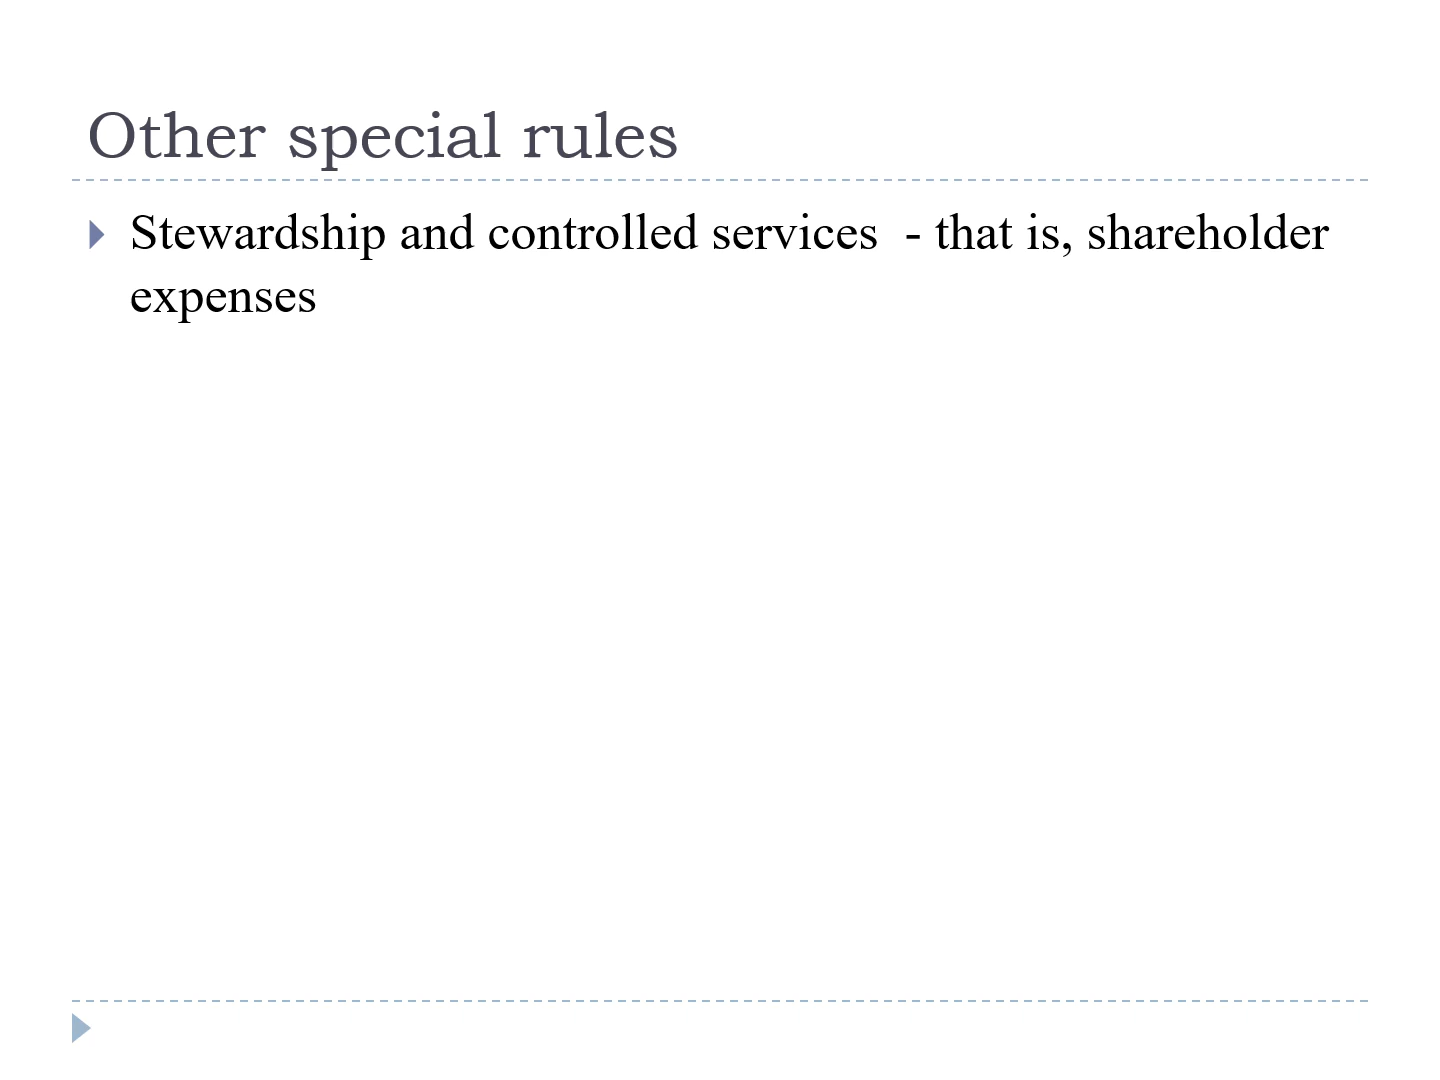 Other special rules
Stewardship and controlled services  - that is, shareholder
expenses